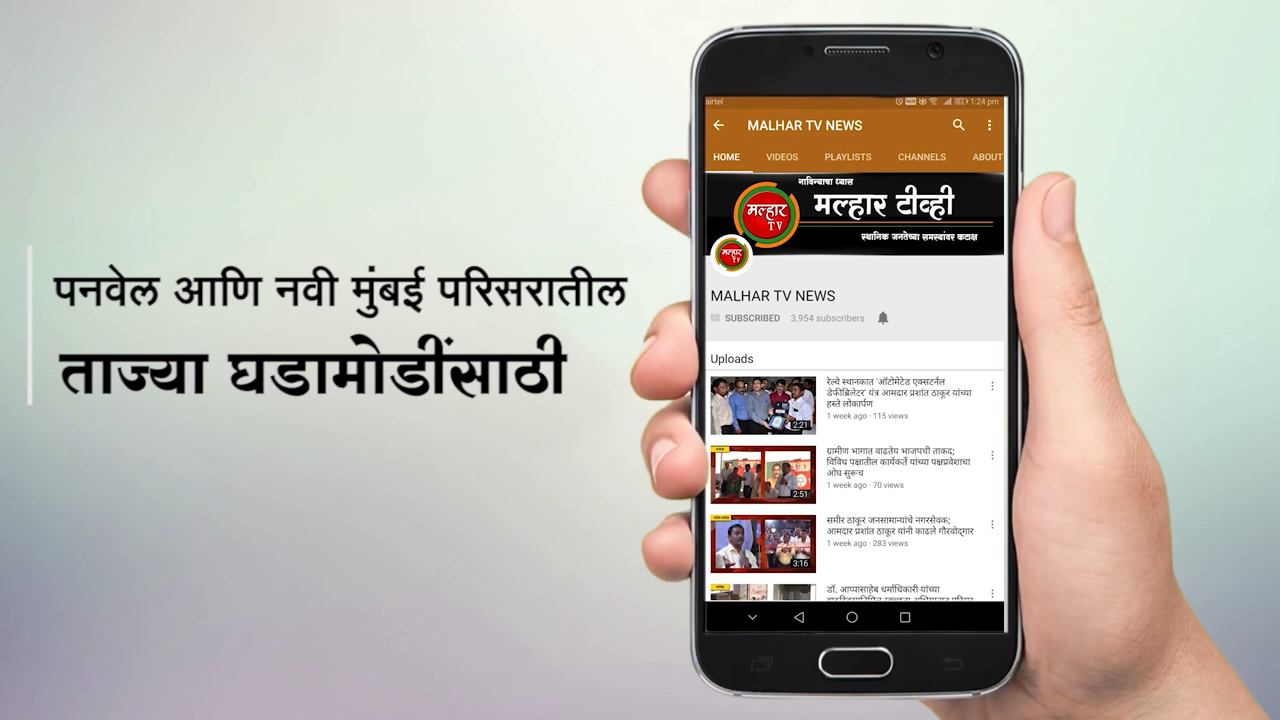 पनवेल आणि नवी मुंबई परिसरातील
ताज्या घडामोडींसाठी
airtel
1:24 pm
MALHAR TV NEWS
HOME VIDEOS PLAYLISTS CHANNELS ABOUT
नाविन्याचा ध्यास
मल्हार टीव्ही
मल्हार
TV
स्थानिक जनतेच्या समस्यांवर कटाक्ष
मल्हार
TV
MALHAR TV NEWS
SUBSCRIBED 3,954 subscribers
Uploads
रेल्वे स्थानकात 'ऑटोमेटेड एक्सटर्नल
डेफीब्रिलेटर' यंत्र आमदार प्रशांत ठाकूर यांच्या
हस्ते लोकार्पण
1 week ago · 115 views
2:21
ग्रामीण भागात वाढतेय भाजपची ताकद;
विविध पक्षातील कार्यकर्ते यांच्या पक्षप्रवेशाचा
ओघ सुरूच
1 week ago · 70 views
2:51
समीर ठाकूर जनसामान्यांचे नगरसेवक;
आमदार प्रशांत ठाकूर यांनी काढले गौरवोद्गार
1 week ago · 283 views
3:16
डॉ. आप्पासाहेब धर्माधिकारी यांच्या